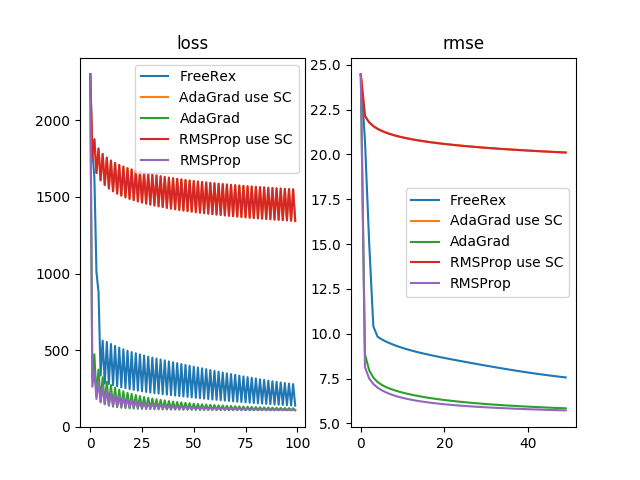 loss
FreeRex
AdaGrad use SC
AdaGrad
RMSProp use SC
RMSProp
2000
1500
1000
500
0
0
25
50
75
100
rmse
FreeRex
AdaGrad use SC
AdaGrad
RMSProp use SC
RMSProp
25.0
22.5
20.0
17.5
15.0
12.5
10.0
7.5
5.0
0
20
40